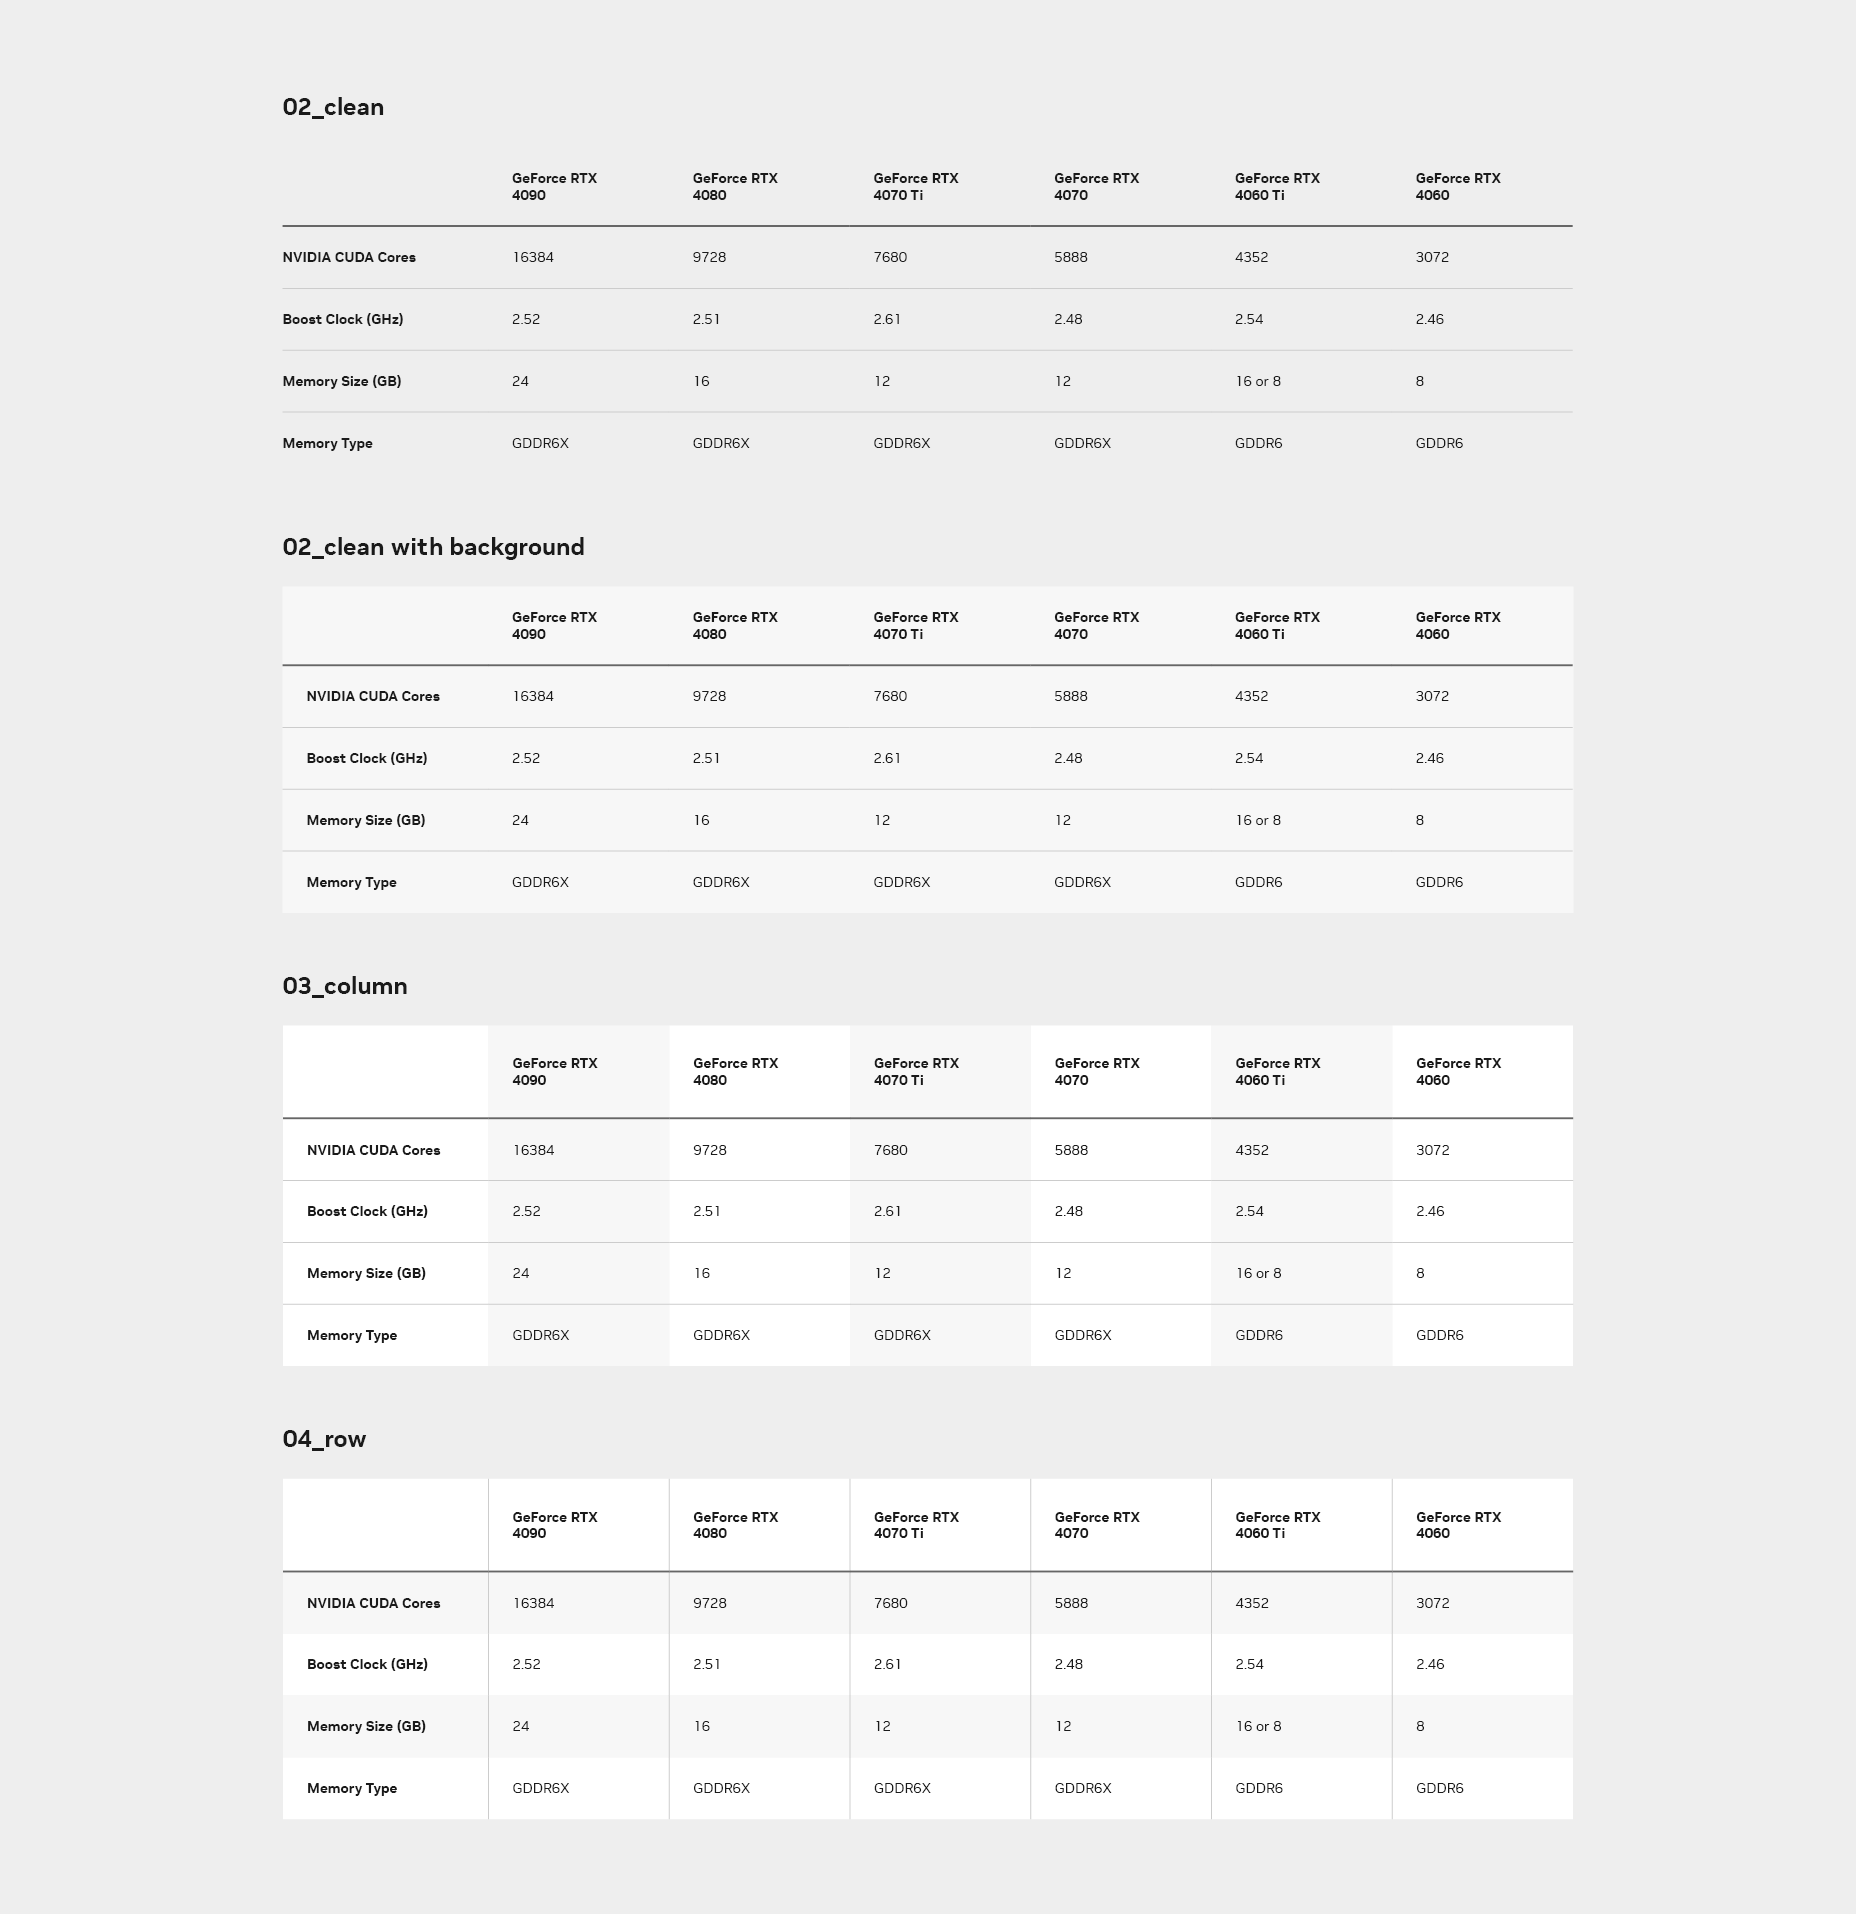 02_clean
GeForce RTX GeForce RTX GeForce RTX GeForce RTX GeForce RTX GeForce RTX
4090 4080 4070 Ti 4070 4060 Ti 4060
NVIDIA CUDA Cores 16384 9728 7680 5888 4352 3072
Boost Clock (GHz) 2.52 2.51 2.61 2.48 2.54 2.46
Memory Size (GB) 24 16 12 12 16 or 8 8
Memory Type GDDR6X GDDR6X GDDR6X GDDR6X GDDR6 GDDR6
02_clean with background
GeForce RTX GeForce RTX GeForce RTX GeForce RTX GeForce RTX GeForce RTX
4090 4080 4070 Ti 4070 4060 Ti 4060
NVIDIA CUDA Cores 16384 9728 7680 5888 4352 3072
Boost Clock (GHz) 2.52 2.51 2.61 2.48 2.54 2.46
Memory Size (GB) 24 16 12 12 16 or 8 8
Memory Type GDDR6X GDDR6X GDDR6X GDDR6X GDDR6 GDDR6
03_column
GeForce RTX GeForce RTX GeForce RTX GeForce RTX GeForce RTX GeForce RTX
4090 4080 4070 Ti 4070 4060 Ti 4060
NVIDIA CUDA Cores 16384 9728 7680 5888 4352 3072
Boost Clock (GHz) 2.52 2.51 2.61 2.48 2.54 2.46
Memory Size (GB) 24 16 12 12 16 or 8 8
Memory Type GDDR6X GDDR6X GDDR6X GDDR6X GDDR6 GDDR6
04_row
GeForce RTX GeForce RTX GeForce RTX GeForce RTX GeForce RTX GeForce RTX
4090 4080 4070 Ti 4070 4060 Ti 4060
NVIDIA CUDA Cores 16384 9728 7680 5888 4352 3072
Boost Clock (GHz) 2.52 2.51 2.61 2.48 2.54 2.46
Memory Size (GB) 24 16 12 12 16 or 8 8
Memory Type GDDR6X GDDR6X GDDR6X GDDR6X GDDR6 GDDR6